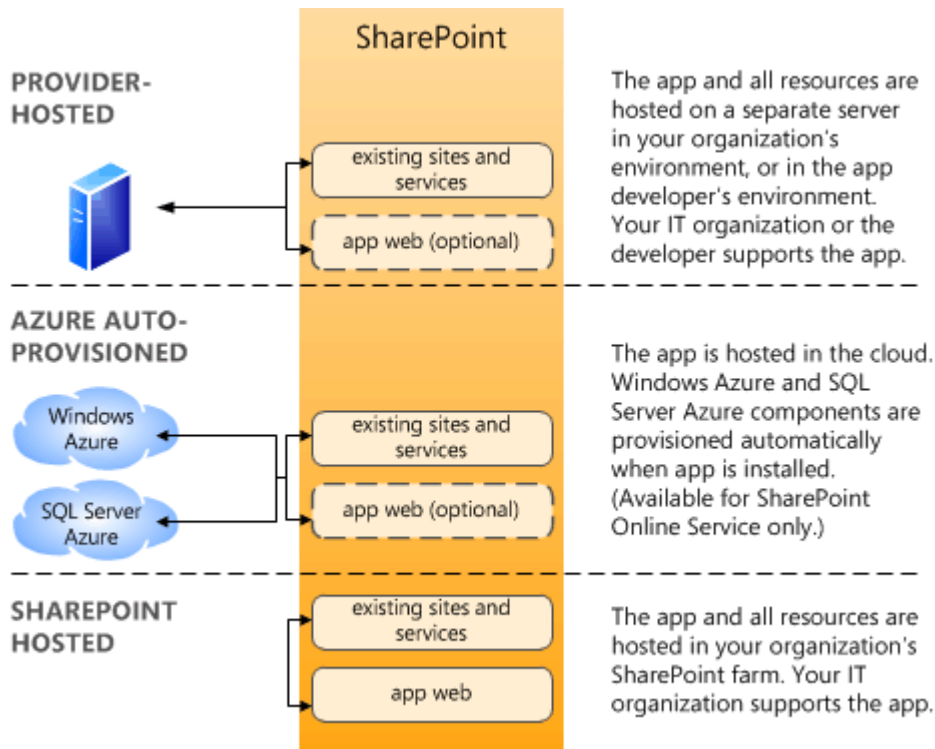 SharePoint
PROVIDER-
HOSTED
existing sites and
services
app web (optional)
The app and all resources are
hosted on a separate server
in your organization's
environment, or in the app
developer's environment.
Your IT organization or the
developer supports the app.
AZURE AUTO-
PROVISIONED
Windows
Azure
SQL Server
Azure
existing sites and
services
app web (optional)
The app is hosted in the cloud.
Windows Azure and SQL
Server Azure components are
provisioned automatically
when app is installed.
(Available for SharePoint
Online Service only.)
SHAREPOINT
HOSTED
existing sites and
services
app web
The app and all resources are
hosted in your organization's
SharePoint farm. Your IT
organization supports the app.